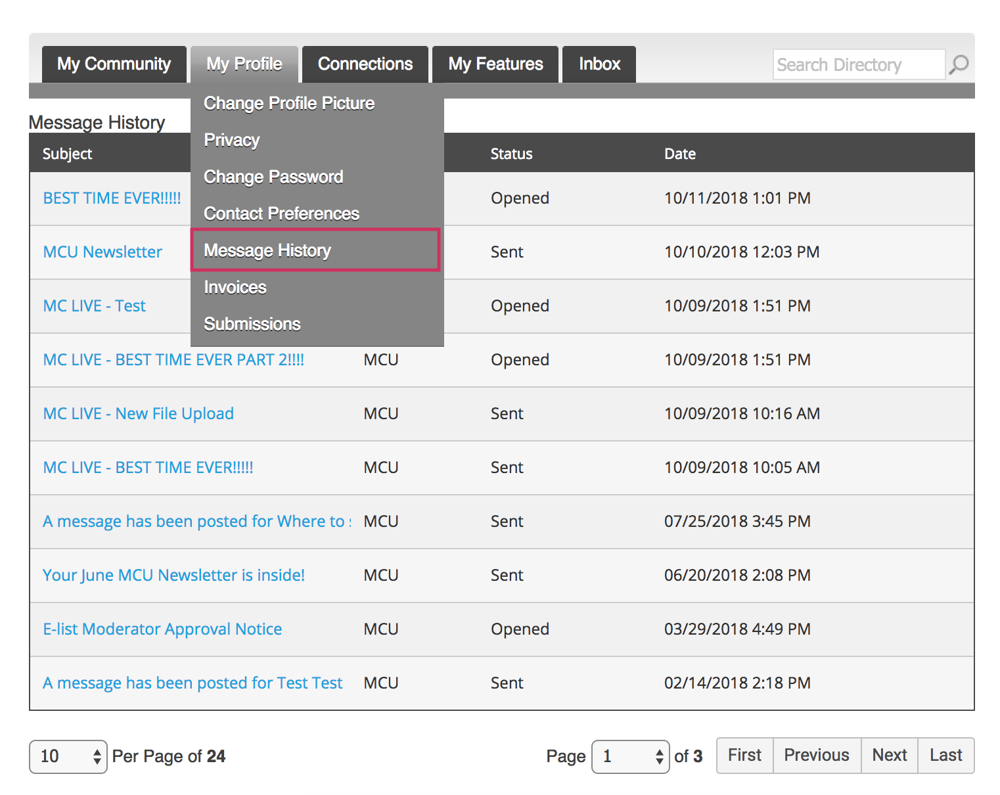 My Community My Profile Connections My Features Inbox Search Directory
Change Profile Picture
Message History
Privacy
Subject Status Date
Change Password
BEST TIME EVER!!!!! Opened 10/11/2018 1:01 PM
Contact Preferences
MCU Newsletter Message History Sent 10/10/2018 12:03 PM
Invoices
MC LIVE - Test Opened 10/09/2018 1:51 PM
Submissions
MC LIVE - BEST TIME EVER PART 2!!!! MCU Opened 10/09/2018 1:51 PM
MC LIVE - New File Upload MCU Sent 10/09/2018 10:16 AM
MC LIVE - BEST TIME EVER!!!!! MCU Sent 10/09/2018 10:05 AM
A message has been posted for Where to MCU Sent 07/25/2018 3:45 PM
Your June MCU Newsletter is inside! MCU Sent 06/20/2018 2:08 PM
E-list Moderator Approval Notice MCU Opened 03/29/2018 4:49 PM
A message has been posted for Test Test MCU Sent 02/14/2018 2:18 PM
10 Per Page of 24 Page 1 of 3 First Previous Next Last